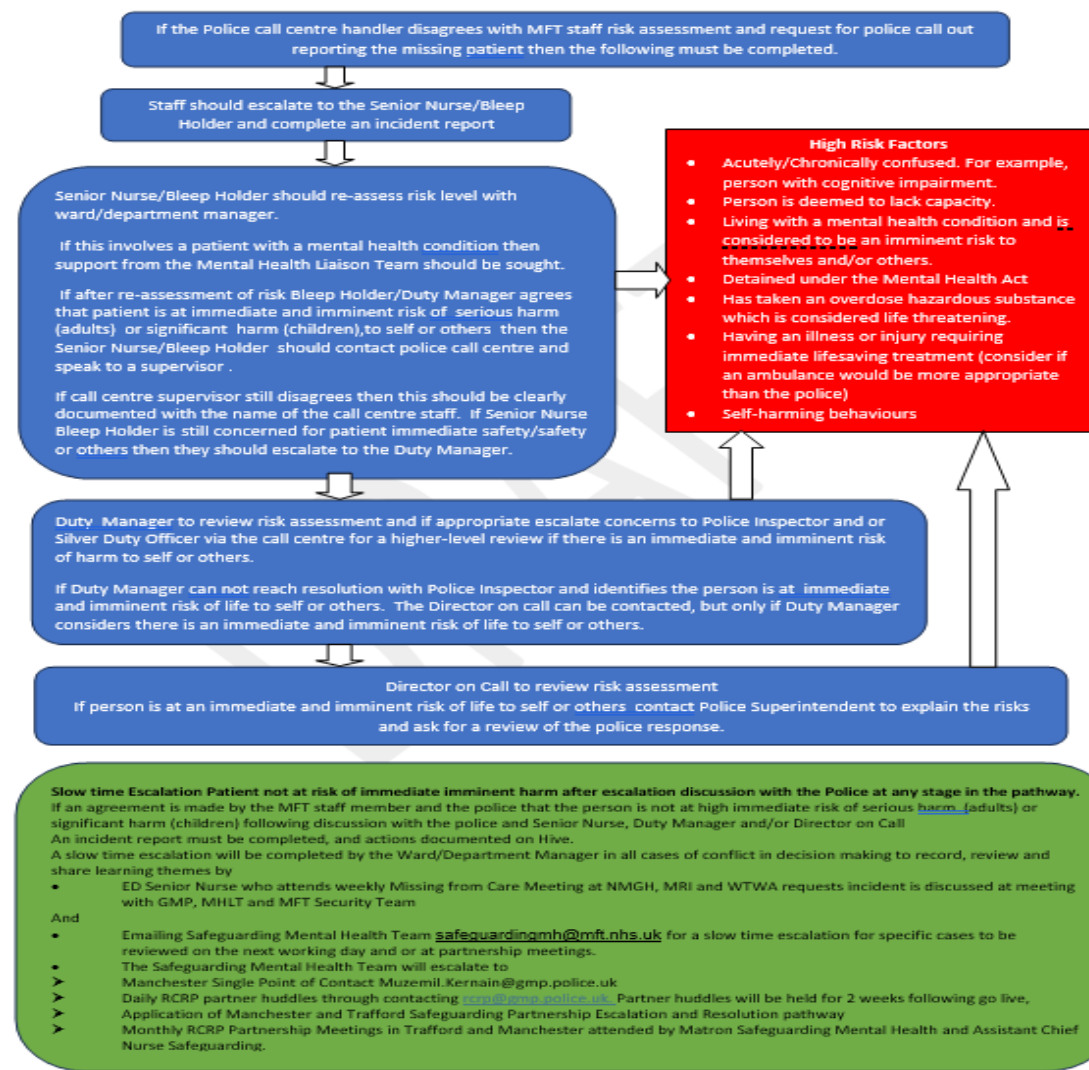 If the Police call centre handler disagrees with MFT staff risk assessment and request for police call out
reporting the missing patient then the following must be completed.
Staff should escalate to the Senior Nurse/Bleep
Holder and complete an incident report
Senior Nurse/Bleep Holder should re-assess risk level with
ward/department manager.
If this involves a patient with a mental health condition then
support from the Mental Health Liaison Team should be sought.
If after re-assessment of risk Bleep Holder/Duty Manager agrees
that patient is at immediate and imminent risk of serious harm
(adults) or significant harm (children),to self or others then the
Senior Nurse/Bleep Holder should contact police call centre and
speak to a supervisor .
If call centre supervisor still disagrees then this should be clearly
documented with the name of the call centre staff. If Senior Nurse
Bleep Holder is still concerned for patient immediate safety/safety
or others then they should escalate to the Duty Manager.
High Risk Factors
• Acutely/Chronically confused. For example,
person with cognitive impairment.
• Person is deemed to lack capacity.
• Living with a mental health condition and is
considered to be an imminent risk to
themselves and/or others.
• Detained under the Mental Health Act
• Has taken an overdose hazardous substance
which is considered life threatening.
• Having an illness or injury requiring
immediate lifesaving treatment (consider if
an ambulance would be more appropriate
than the police)
• Self-harming behaviours
Duty Manager to review risk assessment and if appropriate escalate concerns to Police Inspector and or
Silver Duty Officer via the call centre for a higher-level review if there is an immediate and imminent risk
of harm to self or others.
If Duty Manager can not reach resolution with Police Inspector and identifies the person is at immediate
and imminent risk of life to self or others. The Director on call can be contacted, but only if Duty Manager
considers there is an immediate and imminent risk of life to self or others.
Director on Call to review risk assessment
If person is at an immediate and imminent risk of life to self or others contact Police Superintendent to explain the risks
and ask for a review of the police response.
Slow time Escalation Patient not at risk of immediate imminent harm after escalation discussion with the Police at any stage in the pathway.
If an agreement is made by the MFT staff member and the police that the person is not at high immediate risk of serious harm (adults) or
significant harm (children) following discussion with the police and Senior Nurse, Duty Manager and/or Director on Call
An incident report must be completed, and actions documented on Hive.
A slow time escalation will be completed by the Ward/Department Manager in all cases of conflict in decision making to record, review and
share learning themes by
• ED Senior Nurse who attends weekly Missing from Care Meeting at NMGH, MRI and WTWA requests incident is discussed at meeting
with GMP, MHLT and MFT Security Team
And
• Emailing Safeguarding Mental Health Team safeguardingmh@mft.nhs.uk for a slow time escalation for specific cases to be
reviewed on the next working day and or at partnership meetings.
• The Safeguarding Mental Health Team will escalate to
➤ Manchester Single Point of Contact Muzemil.Kernain@gmp.police.uk
➤ Daily RCRP partner huddles through contacting rcrp@gmp.police.uk. Partner huddles will be held for 2 weeks following go live,
➤ Application of Manchester and Trafford Safeguarding Partnership Escalation and Resolution pathway
➤ Monthly RCRP Partnership Meetings in Trafford and Manchester attended by Matron Safeguarding Mental Health and Assistant Chief
Nurse Safeguarding.